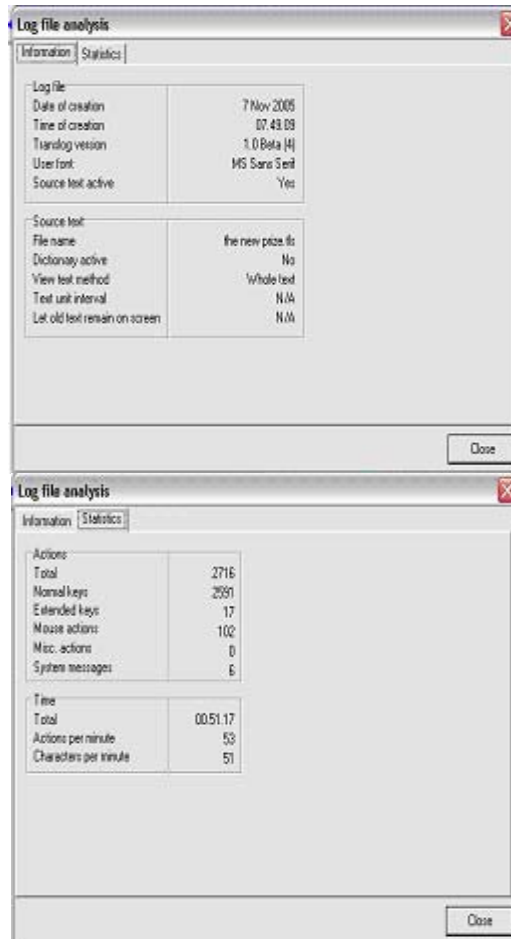 Log file analysis
Information Statistics
Log file
Date of creation 7 Nov 2005
Time of creation 07.49.09
Translog version 1.0 Beta (4)
User font MS Sans Serif
Source text active Yes
Source text
File name the new prize.tls
Dictionary active No
View text method Whole text
Text unit interval N/A
Let old text remain on screen N/A
Close
Log file analysis
Information Statistics
Actions
Total 2716
Normal keys 2591
Extended keys 17
Mouse actions 102
Misc. actions 0
System messages 6
Time
Total 00.51.17
Actions per minute 53
Characters per minute 51
Close